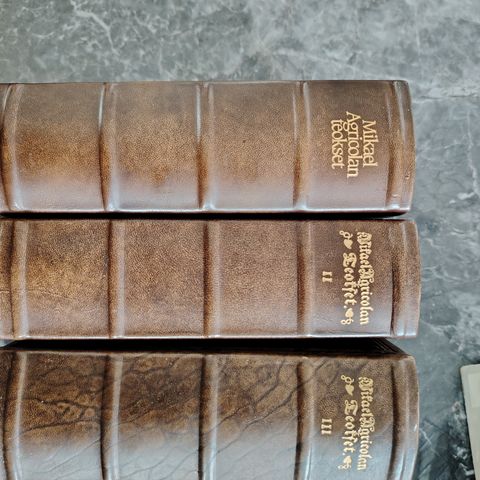 Mikael
Agricolan
teokset
Mikael Agricolan
Teokset.
II
Mikael Agricolan
Teokset.
III